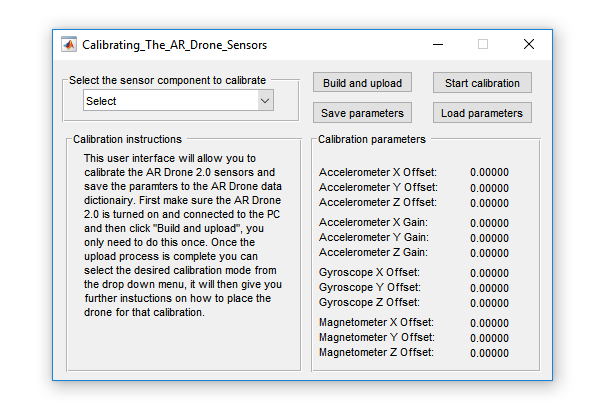 Calibrating_The_AR_Drone_Sensors
Select the sensor component to calibrate
Select
Build and upload
Start calibration
Save parameters
Load parameters
Calibration instructions
This user interface will allow you to
calibrate the AR Drone 2.0 sensors and
save the paramters to the AR Drone data
dictionairy. First make sure the AR Drone
2.0 is turned on and connected to the PC
and then click "Build and upload", you
only need to do this once. Once the
upload process is complete you can
select the desired calibration mode from
the drop down menu, it will then give you
further instuctions on how to place the
drone for that calibration.
Calibration parameters
Accelerometer X Offset: 0.00000
Accelerometer Y Offset: 0.00000
Accelerometer Z Offset: 0.00000
Accelerometer X Gain: 0.00000
Accelerometer Y Gain: 0.00000
Accelerometer Z Gain: 0.00000
Gyroscope X Offset: 0.00000
Gyroscope Y Offset: 0.00000
Gyroscope Z Offset: 0.00000
Magnetometer X Offset: 0.00000
Magnetometer Y Offset: 0.00000
Magnetometer Z Offset: 0.00000